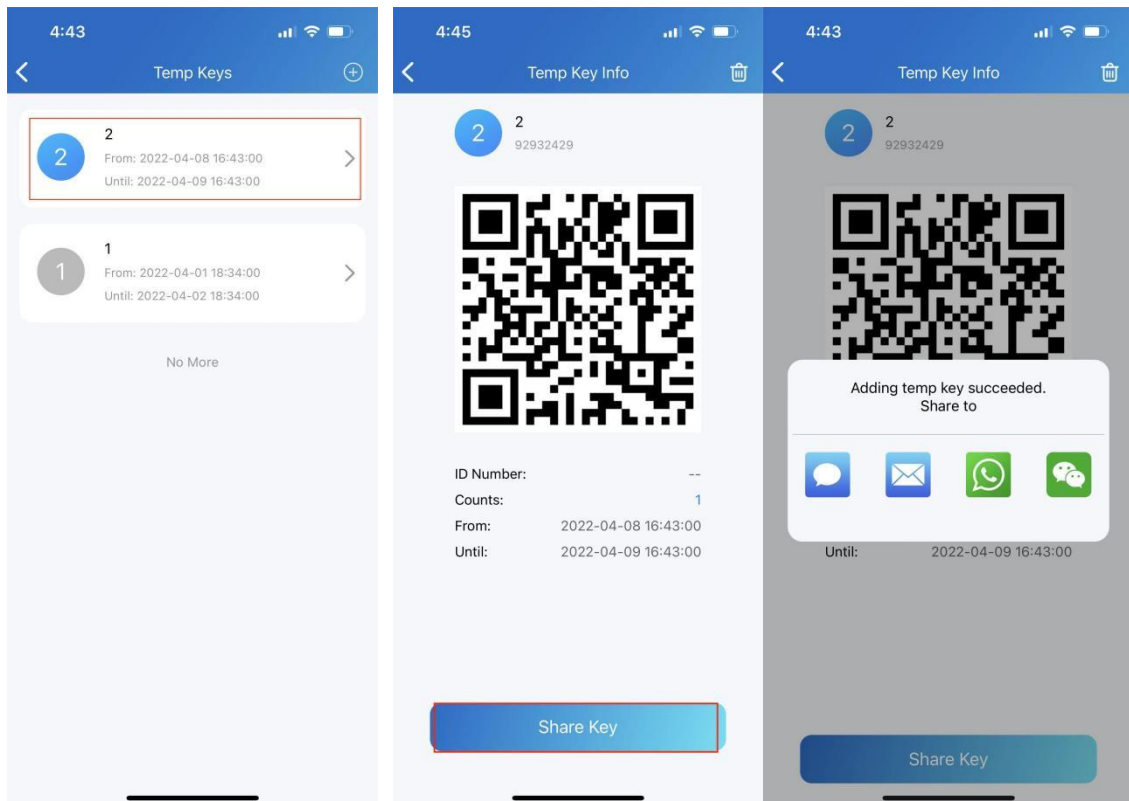 4:43
Temp Keys
2
2
From: 2022-04-08 16:43:00
Until: 2022-04-09 16:43:00
1
1
From: 2022-04-01 18:34:00
Until: 2022-04-02 18:34:00
No More
4:45
Temp Key Info
2
2
92932429
ID Number: --
Counts: 1
From: 2022-04-08 16:43:00
Until: 2022-04-09 16:43:00
Share Key
4:43
Temp Key Info
2
2
92932429
Adding temp key succeeded.
Share to
Until: 2022-04-09 16:43:00
Share Key